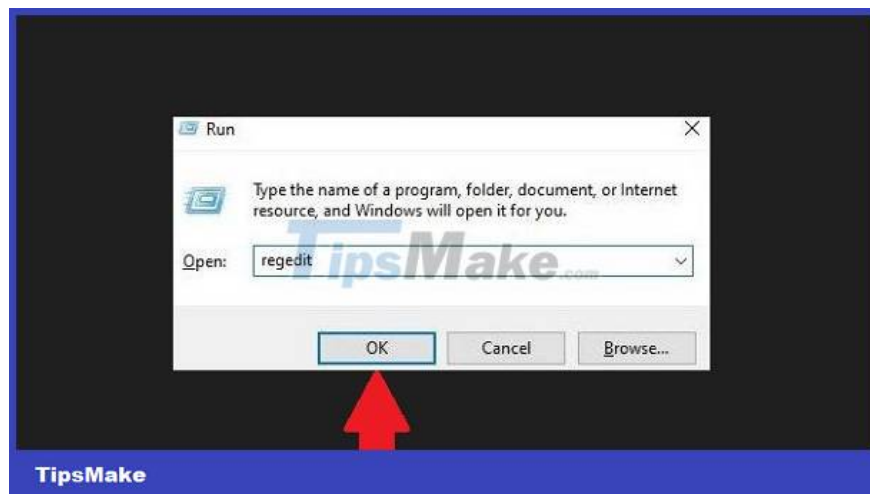 Run
Type the name of a program, folder, document, or Internet
resource, and Windows will open it for you.
Open:
regedit
TipsMake.com
OK
Cancel
Browse...
TipsMake